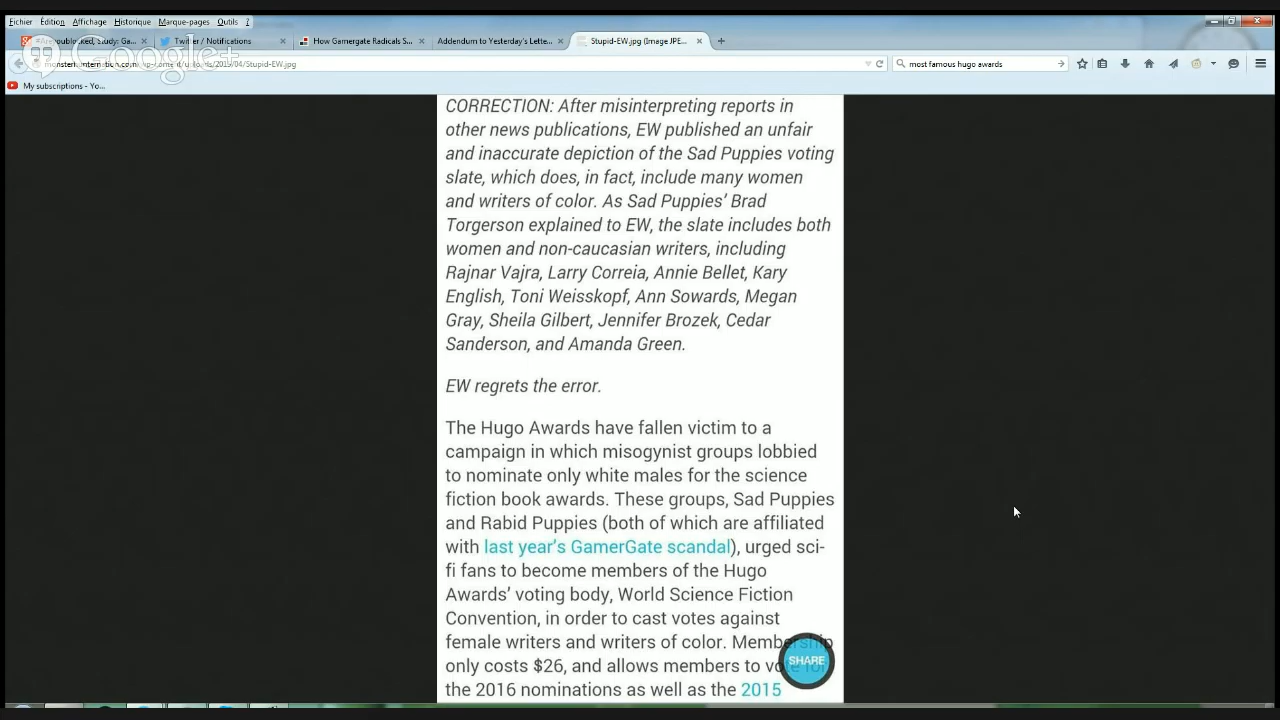 Fichier Édition Affichage Historique Marque-pages Outils ?
Twitter / Notifications
How Gamergate Radicals S...
Addendum to Yesterday's Lette...
Stupid-EW.jpg (Image JPE...
Google+
2015/04/Stupid-EW.jpg
most famous hugo awards
My subscriptions - Yo...
CORRECTION: After misinterpreting reports in
other news publications, EW published an unfair
and inaccurate depiction of the Sad Puppies voting
slate, which does, in fact, include many women
and writers of color. As Sad Puppies' Brad
Torgerson explained to EW, the slate includes both
women and non-caucasian writers, including
Rajnar Vajra, Larry Correia, Annie Bellet, Kary
English, Toni Weisskopf, Ann Sowards, Megan
Gray, Sheila Gilbert, Jennifer Brozek, Cedar
Sanderson, and Amanda Green.
EW regrets the error.
The Hugo Awards have fallen victim to a
campaign in which misogynist groups lobbied
to nominate only white males for the science
fiction book awards. These groups, Sad Puppies
and Rabid Puppies (both of which are affiliated
with last year's GamerGate scandal), urged sci-
fi fans to become members of the Hugo
Awards' voting body, World Science Fiction
Convention, in order to cast votes against
female writers and writers of color. Membership
only costs $26, and allows members to vote for
the 2016 nominations as well as the 2015
SHARE